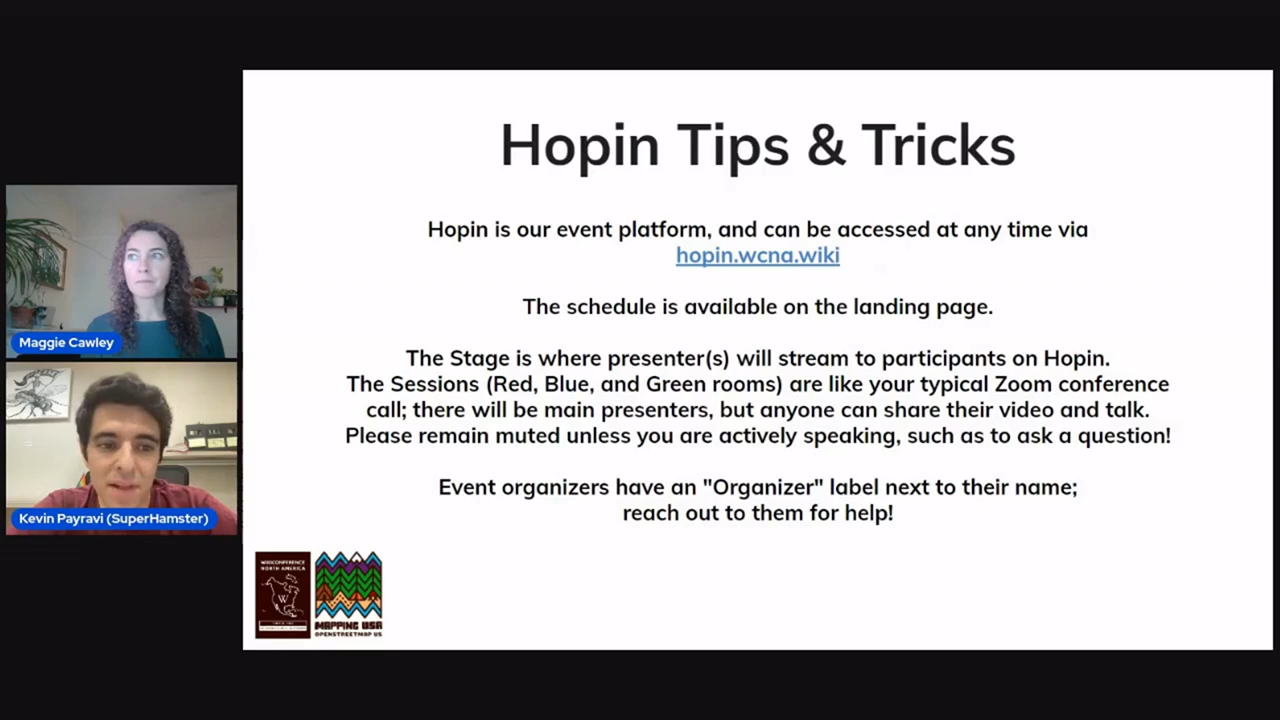 Hopin Tips & Tricks
Hopin is our event platform, and can be accessed at any time via
hopin.wcna.wiki
The schedule is available on the landing page.
The Stage is where presenter(s) will stream to participants on Hopin.
The Sessions (Red, Blue, and Green rooms) are like your typical Zoom conference
call; there will be main presenters, but anyone can share their video and talk.
Please remain muted unless you are actively speaking, such as to ask a question!
Event organizers have an "Organizer" label next to their name;
reach out to them for help!
Maggie Cawley
Kevin Payravi (SuperHamster)
WIKICONFERENCE
NORTH AMERICA
W
MAPPING USA
OPENSTREETMAP US